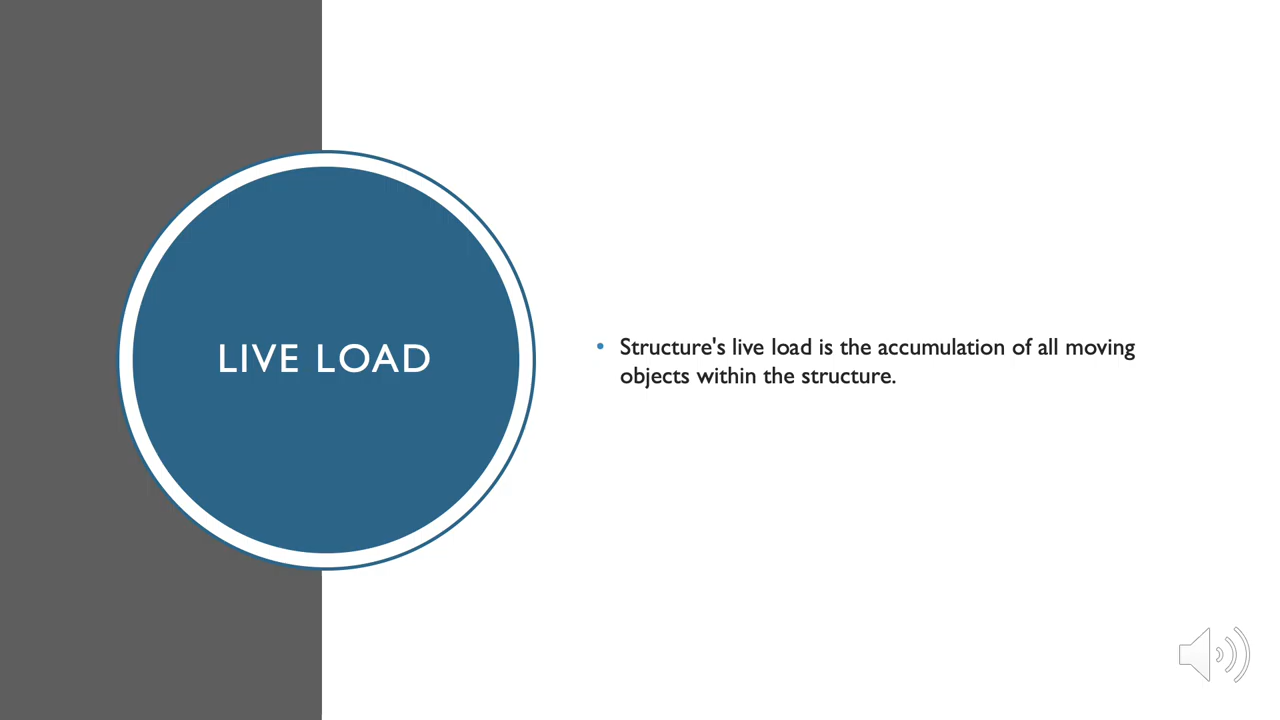 LIVE LOAD
• Structure's live load is the accumulation of all moving
objects within the structure.